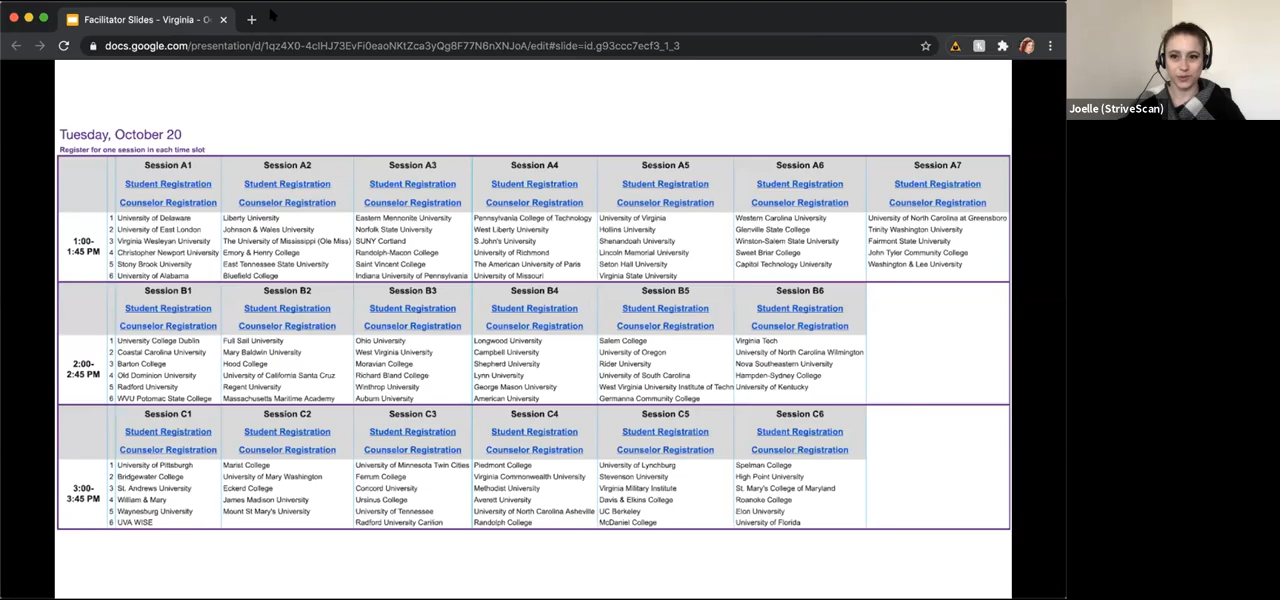 Facilitator Slides - Virginia - Oc
docs.google.com/presentation/d/1qz4X0-4clHJ73EvFi0eaoNKtZca3yQg8F77N6nXNJoA/edit#slide=id.g93ccc7ecf3_1_3
Joelle (StriveScan)
Tuesday, October 20
Register for one session in each time slot
Session A1 Session A2 Session A3 Session A4 Session A5 Session A6 Session A7
Student Registration Student Registration Student Registration Student Registration Student Registration Student Registration Student Registration
Counselor Registration Counselor Registration Counselor Registration Counselor Registration Counselor Registration Counselor Registration Counselor Registration
1:00-
1:45 PM
1 University of Delaware Liberty University Eastern Mennonite University Pennsylvania College of Technology University of Virginia Western Carolina University University of North Carolina at Greensboro
2 University of East London Johnson & Wales University Norfolk State University West Liberty University Hollins University Glenville State College Trinity Washington University
3 Virginia Wesleyan University The University of Mississippi (Ole Miss) SUNY Cortland S.John's University Shenandoah University Winston-Salem State University Fairmont State University
4 Christopher Newport University Emory & Henry College Randolph-Macon College University of Richmond Lincoln Memorial University Sweet Briar College John Tyler Community College
5 Stony Brook University East Tennessee State University Saint Vincent College The American University of Paris Seton Hall University Capitol Technology University Washington & Lee University
6 University of Alabama Bluefield College Indiana University of Pennsylvania University of Missouri Virginia State University
Session B1 Session B2 Session B3 Session B4 Session B5 Session B6
Student Registration Student Registration Student Registration Student Registration Student Registration Student Registration
Counselor Registration Counselor Registration Counselor Registration Counselor Registration Counselor Registration Counselor Registration
2:00-
2:45 PM
1 University College Dublin Full Sail University Ohio University Longwood University Salem College Virginia Tech
2 Coastal Carolina University Mary Baldwin University West Virginia University Campbell University University of Oregon University of North Carolina Wilmington
3 Barton College Hood College Moravian College Shepherd University Rider University Nova Southeastern University
4 Old Dominion University University of California Santa Cruz Richard Bland College Lynn University University of South Carolina Hampden-Sydney College
5 Radford University Regent University Winthrop University George Mason University West Virginia University Institute of Techn University of Kentucky
6 WVU Potomac State College Massachusetts Maritime Academy Auburn University American University Germanna Community College
Session C1 Session C2 Session C3 Session C4 Session C5 Session C6
Student Registration Student Registration Student Registration Student Registration Student Registration Student Registration
Counselor Registration Counselor Registration Counselor Registration Counselor Registration Counselor Registration Counselor Registration
3:00-
3:45 PM
1 University of Pittsburgh Marist College University of Minnesota Twin Cities Piedmont College University of Lynchburg Spelman College
2 Bridgewater College University of Mary Washington Ferrum College Virginia Commonwealth University Stevenson University High Point University
3 St. Andrews University Eckerd College Concord University Methodist University Virginia Military Institute St. Mary's College of Maryland
4 William & Mary James Madison University Ursinus College Averett University Davis & Elkins College Roanoke College
5 Waynesburg University Mount St Mary's University University of Tennessee University of North Carolina Asheville UC Berkeley Elon University
6 UVA WISE Radford University Carilion Randolph College McDaniel College University of Florida